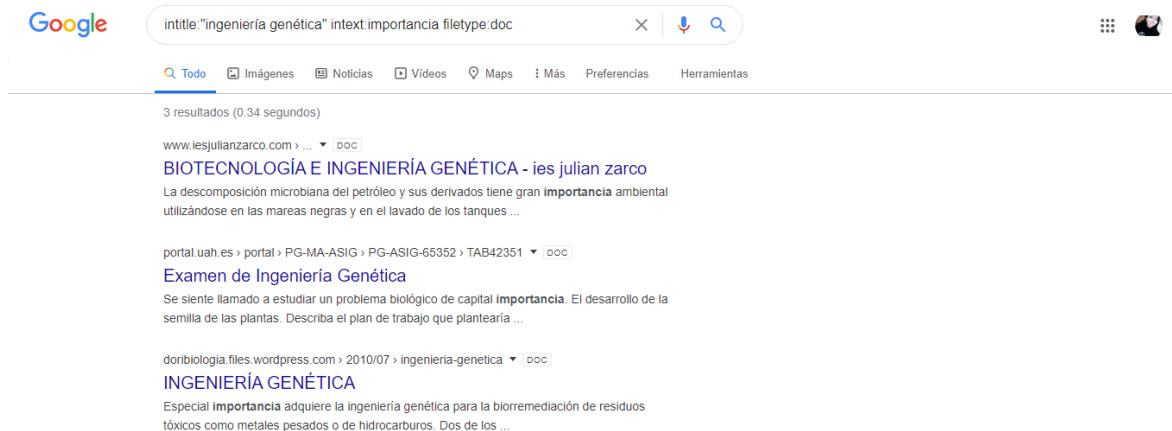 Google
intitle:"ingeniería genética" intext:importancia filetype:doc
Todo Imágenes Noticias Vídeos Maps Más Preferencias Herramientas
3 resultados (0.34 segundos)
www.iesjulianzarco.com › ... DOC
BIOTECNOLOGÍA E INGENIERÍA GENÉTICA - ies julian zarco
La descomposición microbiana del petróleo y sus derivados tiene gran importancia ambiental
utilizándose en las mareas negras y en el lavado de los tanques ...
portal.uah.es › portal › PG-MA-ASIG › PG-ASIG-65352 › TAB42351 DOC
Examen de Ingeniería Genética
Se siente llamado a estudiar un problema biológico de capital importancia. El desarrollo de la
semilla de las plantas. Describa el plan de trabajo que plantearía ...
doribiologia.files.wordpress.com › 2010/07 › ingenieria-genetica DOC
INGENIERÍA GENÉTICA
Especial importancia adquiere la ingeniería genética para la biorremediación de residuos
tóxicos como metales pesados o de hidrocarburos. Dos de los ...